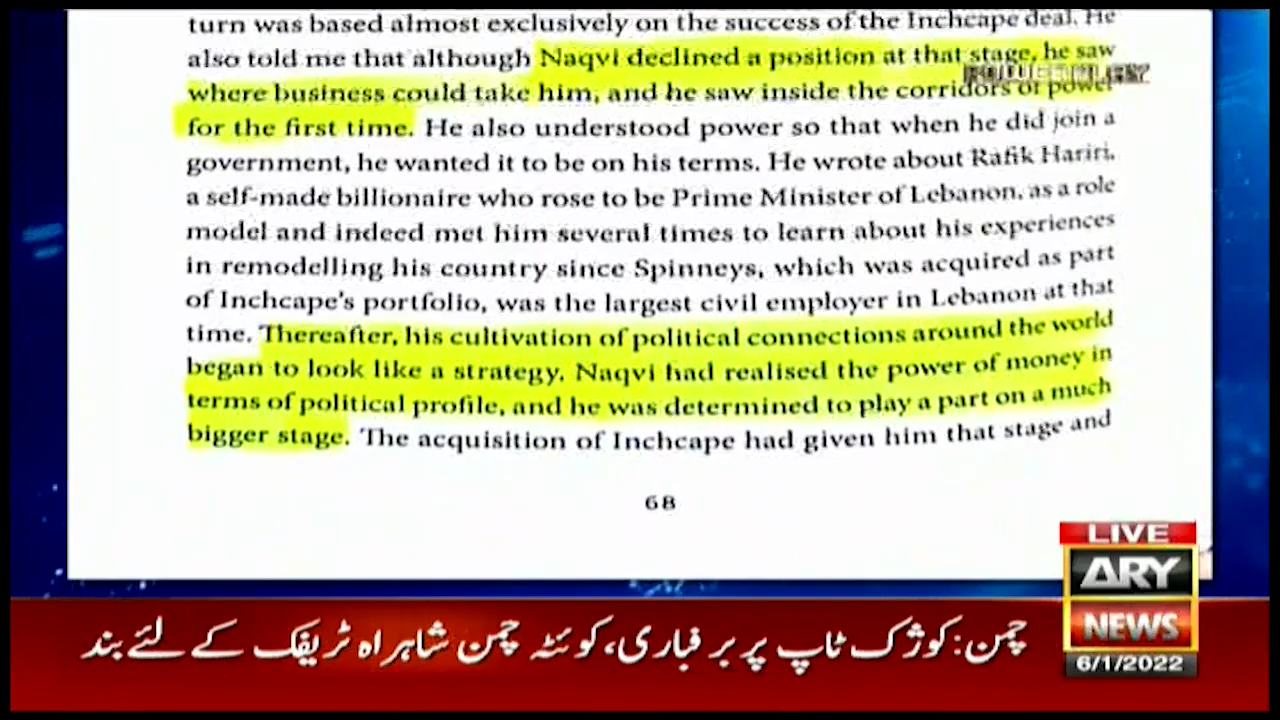 turn was based almost exclusively on the success of the Inchcape deal. He
also told me that although Naqvi declined a position at that stage, he saw
where business could take him, and he saw inside the corridors of power
for the first time. He also understood power so that when he did join a
government, he wanted it to be on his terms. He wrote about Rafik Hariri,
a self-made billionaire who rose to be Prime Minister of Lebanon, as a role
model and indeed met him several times to learn about his experiences
in remodelling his country since Spinneys, which was acquired as part
of Inchcape's portfolio, was the largest civil employer in Lebanon at that
time. Thereafter, his cultivation of political connections around the world
began to look like a strategy. Naqvi had realised the power of money in
terms of political profile, and he was determined to play a part on a much
bigger stage. The acquisition of Inchcape had given him that stage and
68
LIVE
ARY
NEWS
6/1/2022
چمن: کوژک ٹاپ پر برفباری، کوئٹہ چمن شاہراہ ٹریفک کے لئے بند